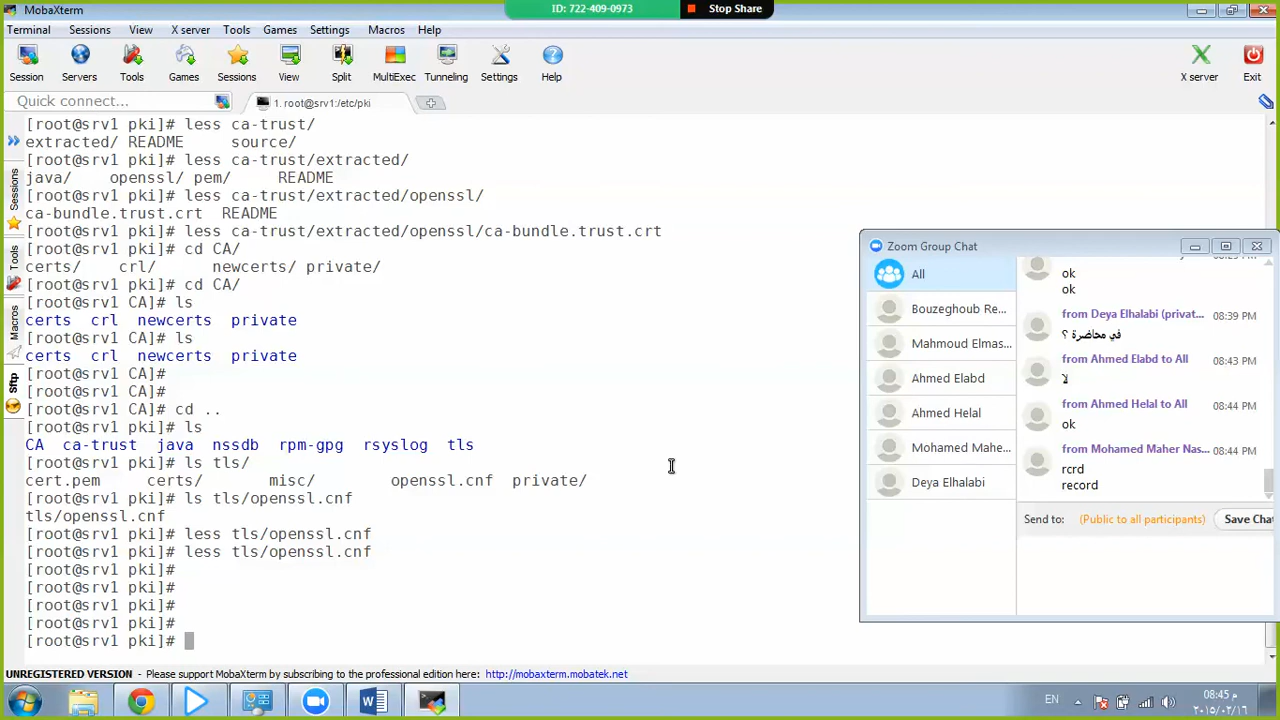 MobaXterm
ID: 722-409-0973
Stop Share
Terminal Sessions View X server Tools Games Settings Macros Help
Session Servers Tools Games Sessions View Split MultiExec Tunneling Settings Help X server Exit
Quick connect...
1. root@srv1:/etc/pki
[root@srv1 pki]# less ca-trust/
extracted/ README source/
[root@srv1 pki]# less ca-trust/extracted/
java/ openssl/ pem/ README
[root@srv1 pki]# less ca-trust/extracted/openssl/
ca-bundle.trust.crt README
[root@srv1 pki]# less ca-trust/extracted/openssl/ca-bundle.trust.crt
[root@srv1 pki]# cd CA/
certs/ crl/ newcerts/ private/
[root@srv1 pki]# cd CA/
[root@srv1 CA]# ls
certs crl newcerts private
[root@srv1 CA]# ls
certs crl newcerts private
[root@srv1 CA]#
[root@srv1 CA]#
[root@srv1 CA]# cd ..
[root@srv1 pki]# ls
CA ca-trust java nssdb rpm-gpg rsyslog tls
[root@srv1 pki]# ls tls/
cert.pem certs/ misc/ openssl.cnf private/
[root@srv1 pki]# ls tls/openssl.cnf
tls/openssl.cnf
[root@srv1 pki]# less tls/openssl.cnf
[root@srv1 pki]# less tls/openssl.cnf
[root@srv1 pki]#
[root@srv1 pki]#
[root@srv1 pki]#
[root@srv1 pki]#
[root@srv1 pki]#
Sessions
Tools
Macros
Sftp
Zoom Group Chat
All
Bouzeghoub Re...
Mahmoud Elmas...
Ahmed Elabd
Ahmed Helal
Mohamed Mahe...
Deya Elhalabi
ok
ok
from Deya Elhalabi (privat... 08:39 PM
في محاضرة ؟
from Ahmed Elabd to All 08:43 PM
لا
from Ahmed Helal to All 08:44 PM
ok
from Mohamed Maher Nas... 08:44 PM
rcrd
record
Send to: (Public to all participants) Save Chat
UNREGISTERED VERSION - Please support MobaXterm by subscribing to the professional edition here: http://mobaxterm.mobatek.net
EN
08:45 م
٢٠١٥/٠٢/١٦